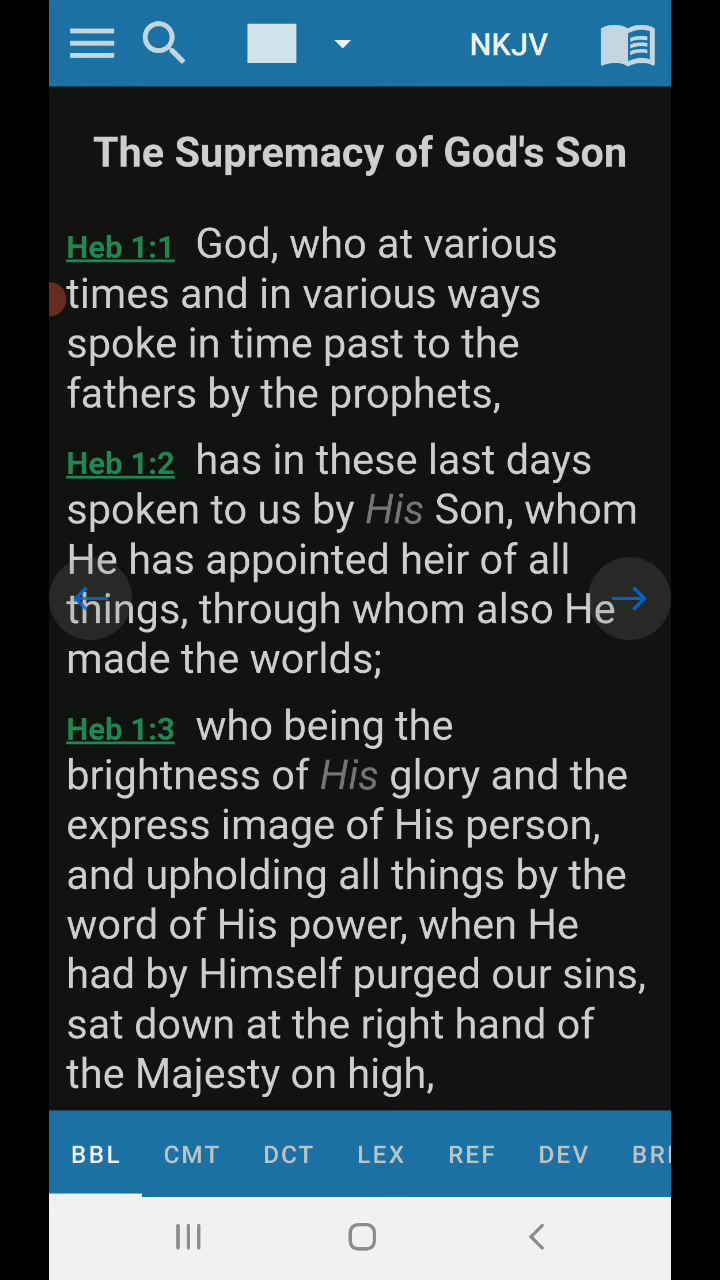 NKJV
The Supremacy of God's Son
Heb 1:1 God, who at various
times and in various ways
spoke in time past to the
fathers by the prophets,
Heb 1:2 has in these last days
spoken to us by His Son, whom
He has appointed heir of all
things, through whom also He
made the worlds;
Heb 1:3 who being the
brightness of His glory and the
express image of His person,
and upholding all things by the
word of His power, when He
had by Himself purged our sins,
sat down at the right hand of
the Majesty on high,
BBL CMT DCT LEX REF DEV BRI